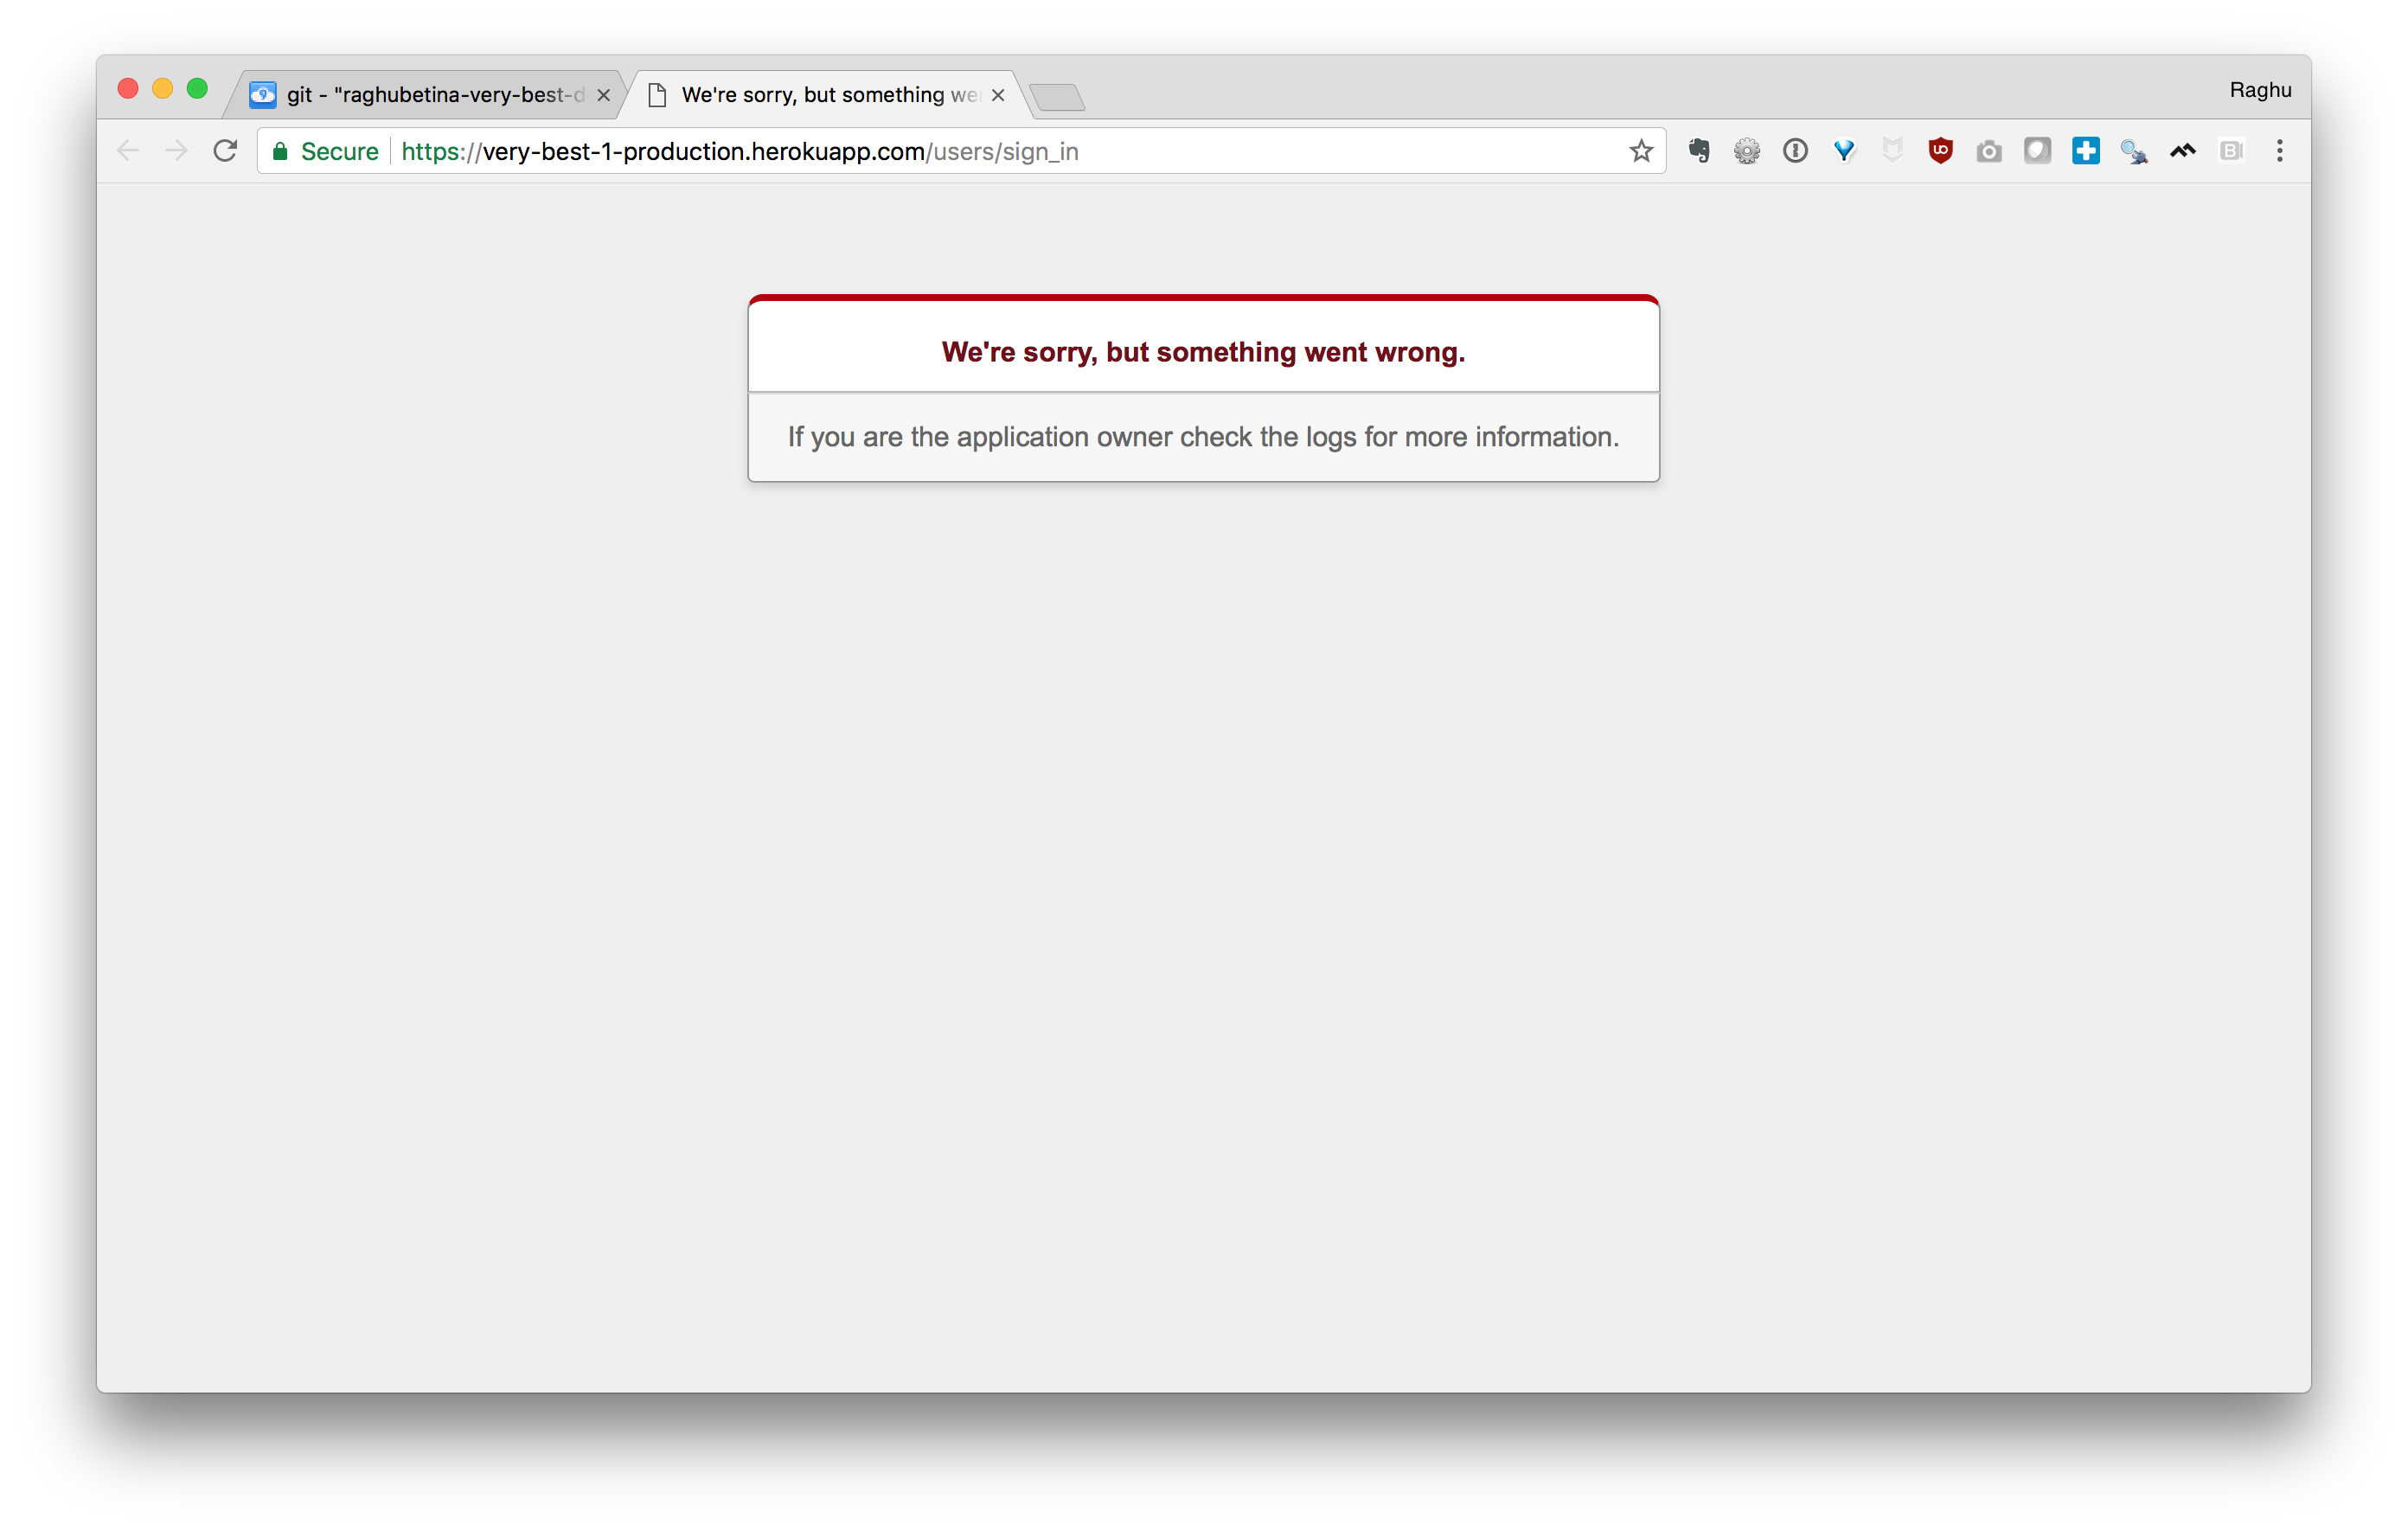 git - "raghubetina-very-best-d
We're sorry, but something we
Raghu
Secure
https://very-best-1-production.herokuapp.com/users/sign_in
We're sorry, but something went wrong.
If you are the application owner check the logs for more information.